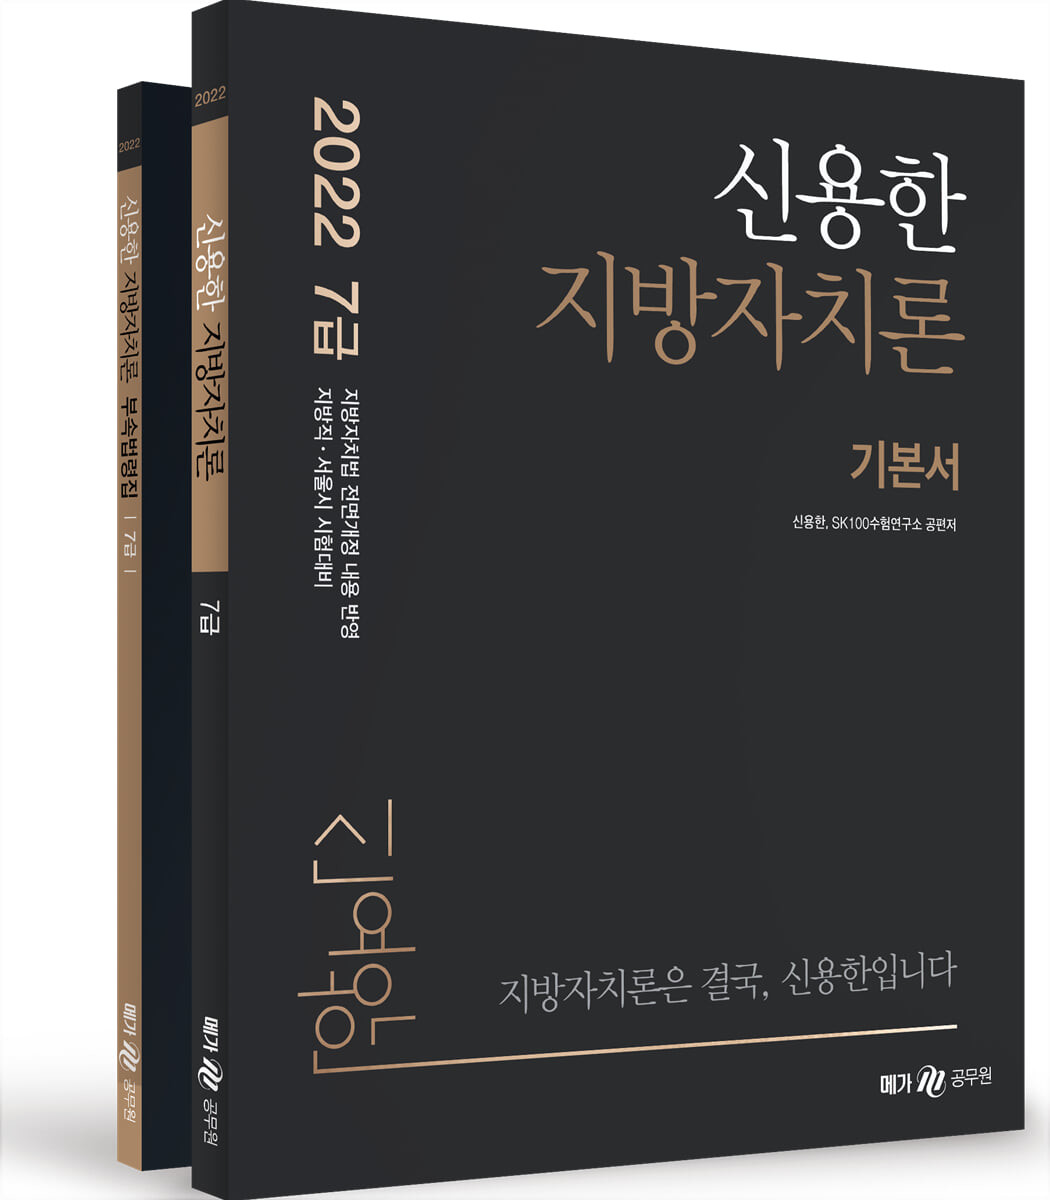 2022
신용한 지방자치론 부속법령집 | 7급 |
메가 공무원
2022
신용한 지방자치론
7급
메가 공무원
2022 7급
지방자치법 전면개정 내용 반영
지방직·서울시 시험대비
신용한
지방자치론
기본서
신용한, SK100수험연구소 공편저
신용한
지방자치론은 결국, 신용한입니다
메가 공무원